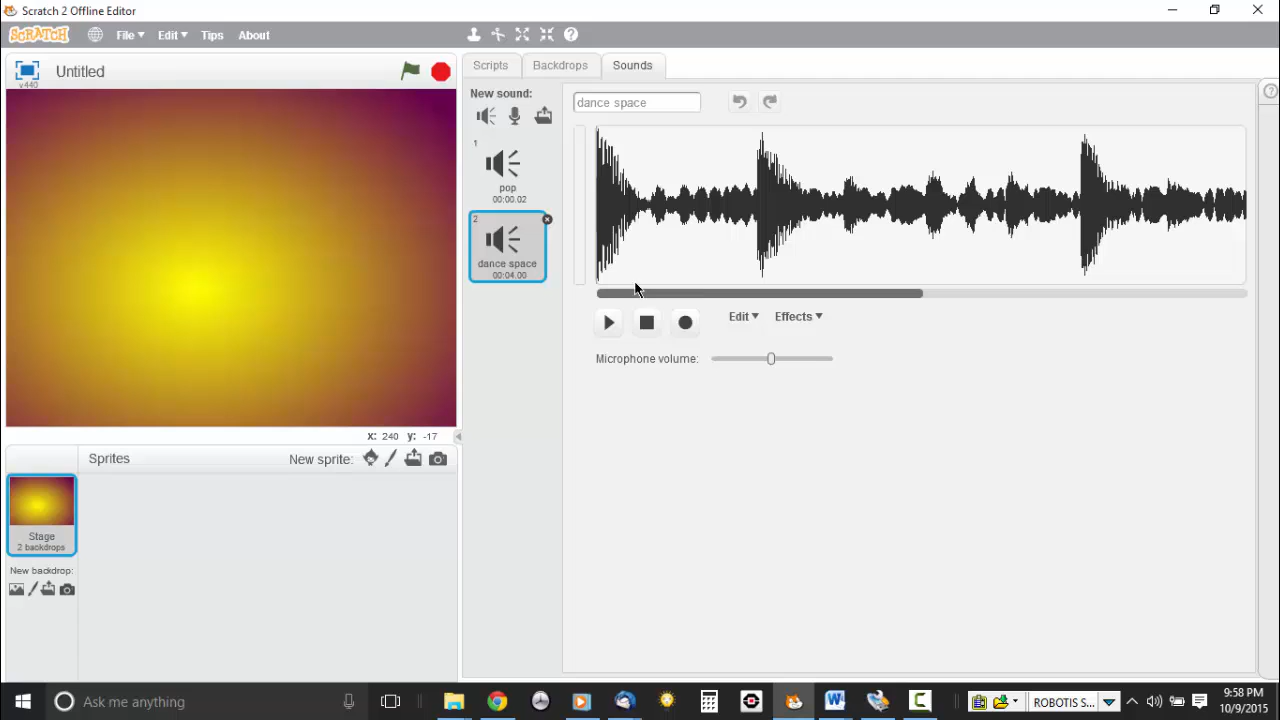 Scratch 2 Offline Editor
SCRATCH File Edit Tips About
v440 Untitled
Scripts Backdrops Sounds
New sound:
dance space
1
pop
00:00.02
2
dance space
00:04.00
Edit Effects
Microphone volume:
x: 240 y: -17
Sprites New sprite:
Stage
2 backdrops
New backdrop:
Ask me anything
ROBOTIS S...
9:58 PM
10/9/2015